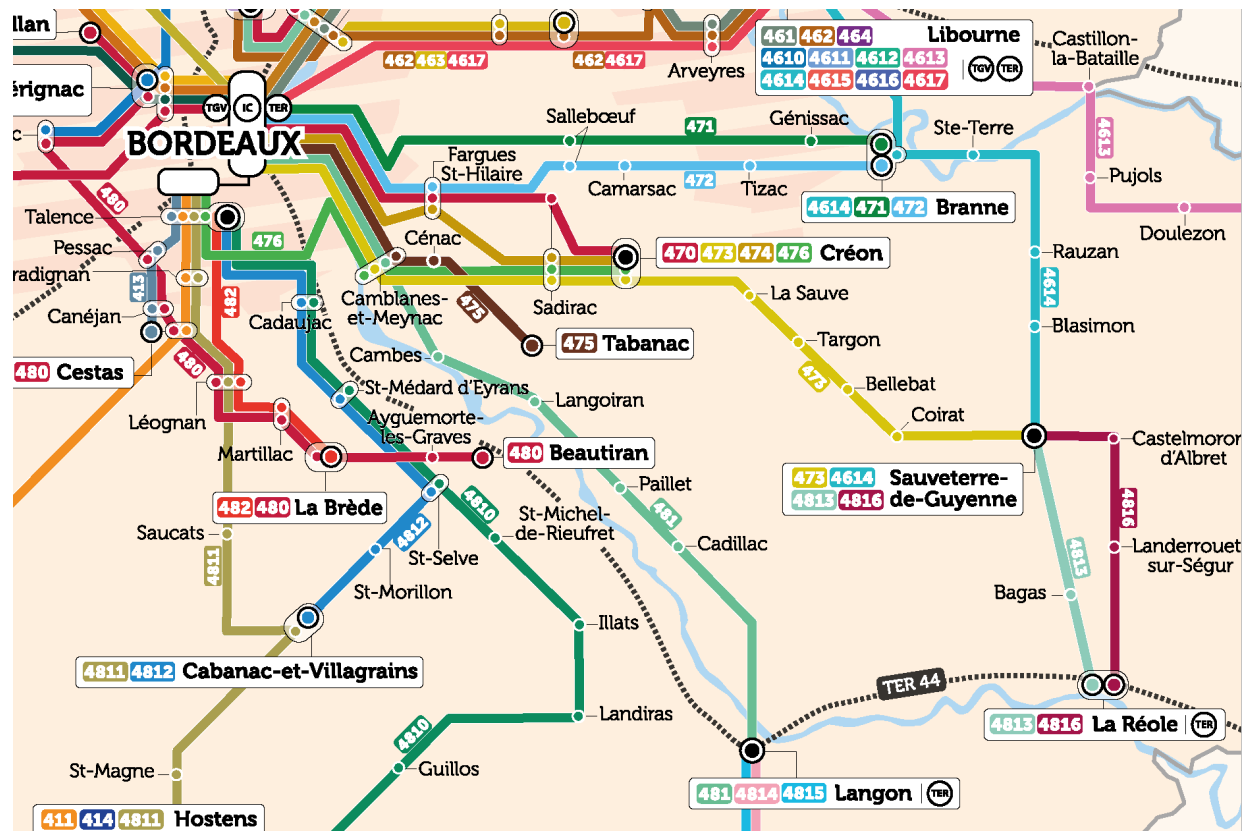 llan
érignac
c
TGV IC TER
BORDEAUX
462 463 4617
462 4617
Arveyres
461 462 464 Libourne
4610 4611 4612 4613
TGV TER
4614 4615 4616 4617
Castillon-
la-Bataille
4613
Pujols
Doulezon
Salleboeuf
471
Génissac
Ste-Terre
Fargues
St-Hilaire
Camarsac
472
Tizac
4614 471 472 Branne
480
Talence
476
Pessac
radignan
413
482
Canéjan
Cadaujac
480 Cestas
480
Cénac
Camblanes-
et-Meynac
475
Sadirac
470 473 474 476 Créon
475 Tabanac
La Sauve
Targon
473
Bellebat
Coirat
Rauzan
4614
Blasimon
Cambes
St-Médard d'Eyrans
Langoiran
Léognan
Ayguemorte-
les-Graves
Martillac
480 Beautiran
482 480 La Brède
473 4614 Sauveterre-
4813 4816 de-Guyenne
Castelmoron
d'Albret
4816
Landerrouet
sur-Ségur
4813
Bagas
Paillet
481
Cadillac
4810
St-Michel-
de-Rieufret
Saucats
4811
4812
St-Selve
St-Morillon
Illats
4811 4812 Cabanac-et-Villagrains
Landiras
4810
Guillos
St-Magne
411 414 4811 Hostens
TER 44
4813 4816 La Réole TER
481 4814 4815 Langon TER